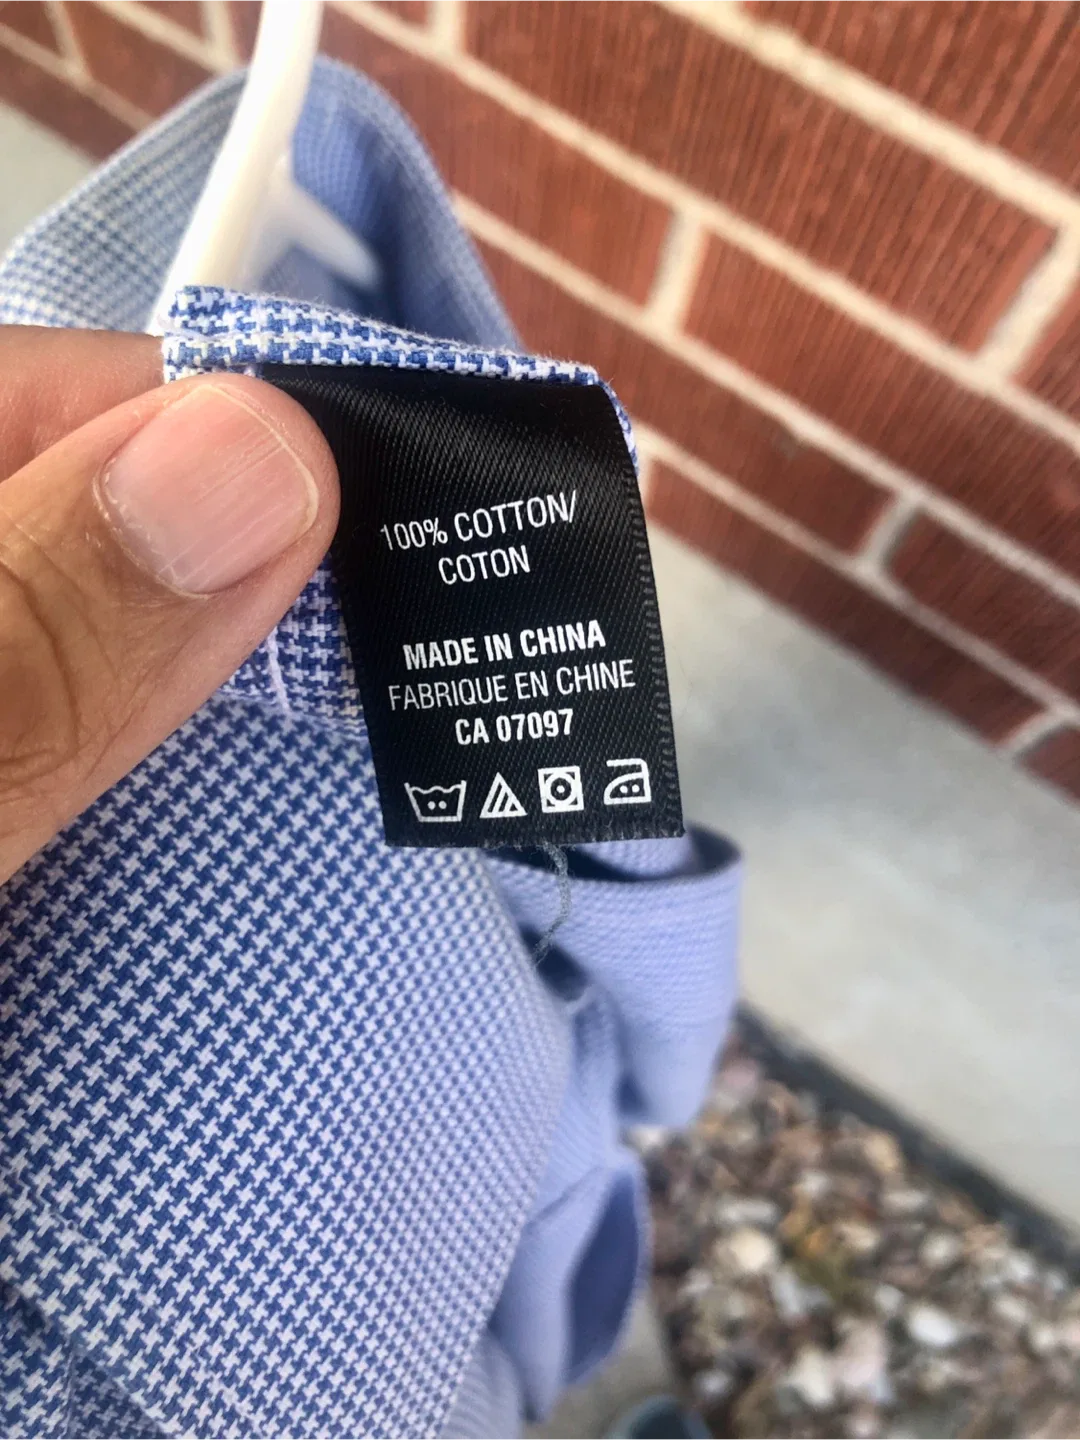 100% COTTON/
COTON
MADE IN CHINA
FABRIQUE EN CHINE
CA 07097